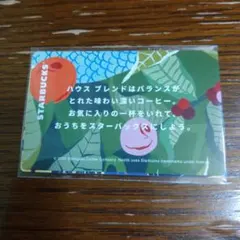 STARBUCKS
ハウス ブレンドはバランスが
とれた味わい深いコーヒー。
お気に入りの一杯をいれて、
おうちをスターバックスにしよう。